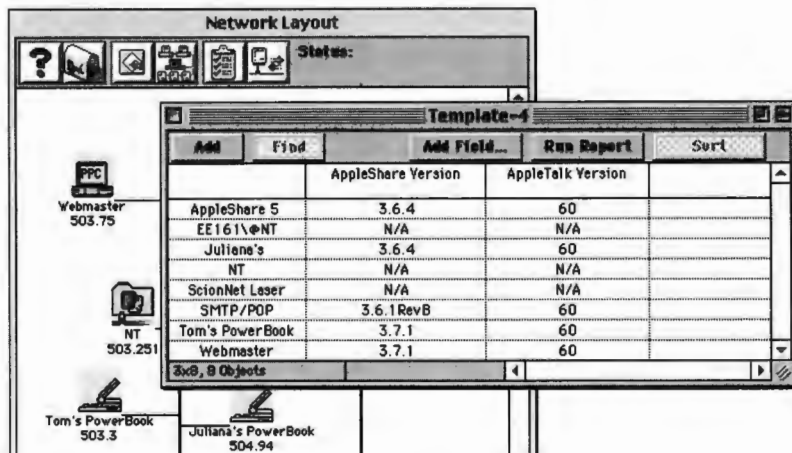 Network Layout
Status:
Template-4
Add Find Add Field... Run Report Sort
AppleShare Version AppleTalk Version
AppleShare 5 3.6.4 60
EE161\@NT N/A N/A
Juliana's 3.6.4 60
NT N/A N/A
ScionNet Laser N/A N/A
SMTP/POP 3.6.1RevB 60
Tom's PowerBook 3.7.1 60
Webmaster 3.7.1 60
3x8, 8 Objects
PPC
Webmaster
503.75
NT
503.251
Tom's PowerBook
503.3
Juliana's PowerBook
504.94